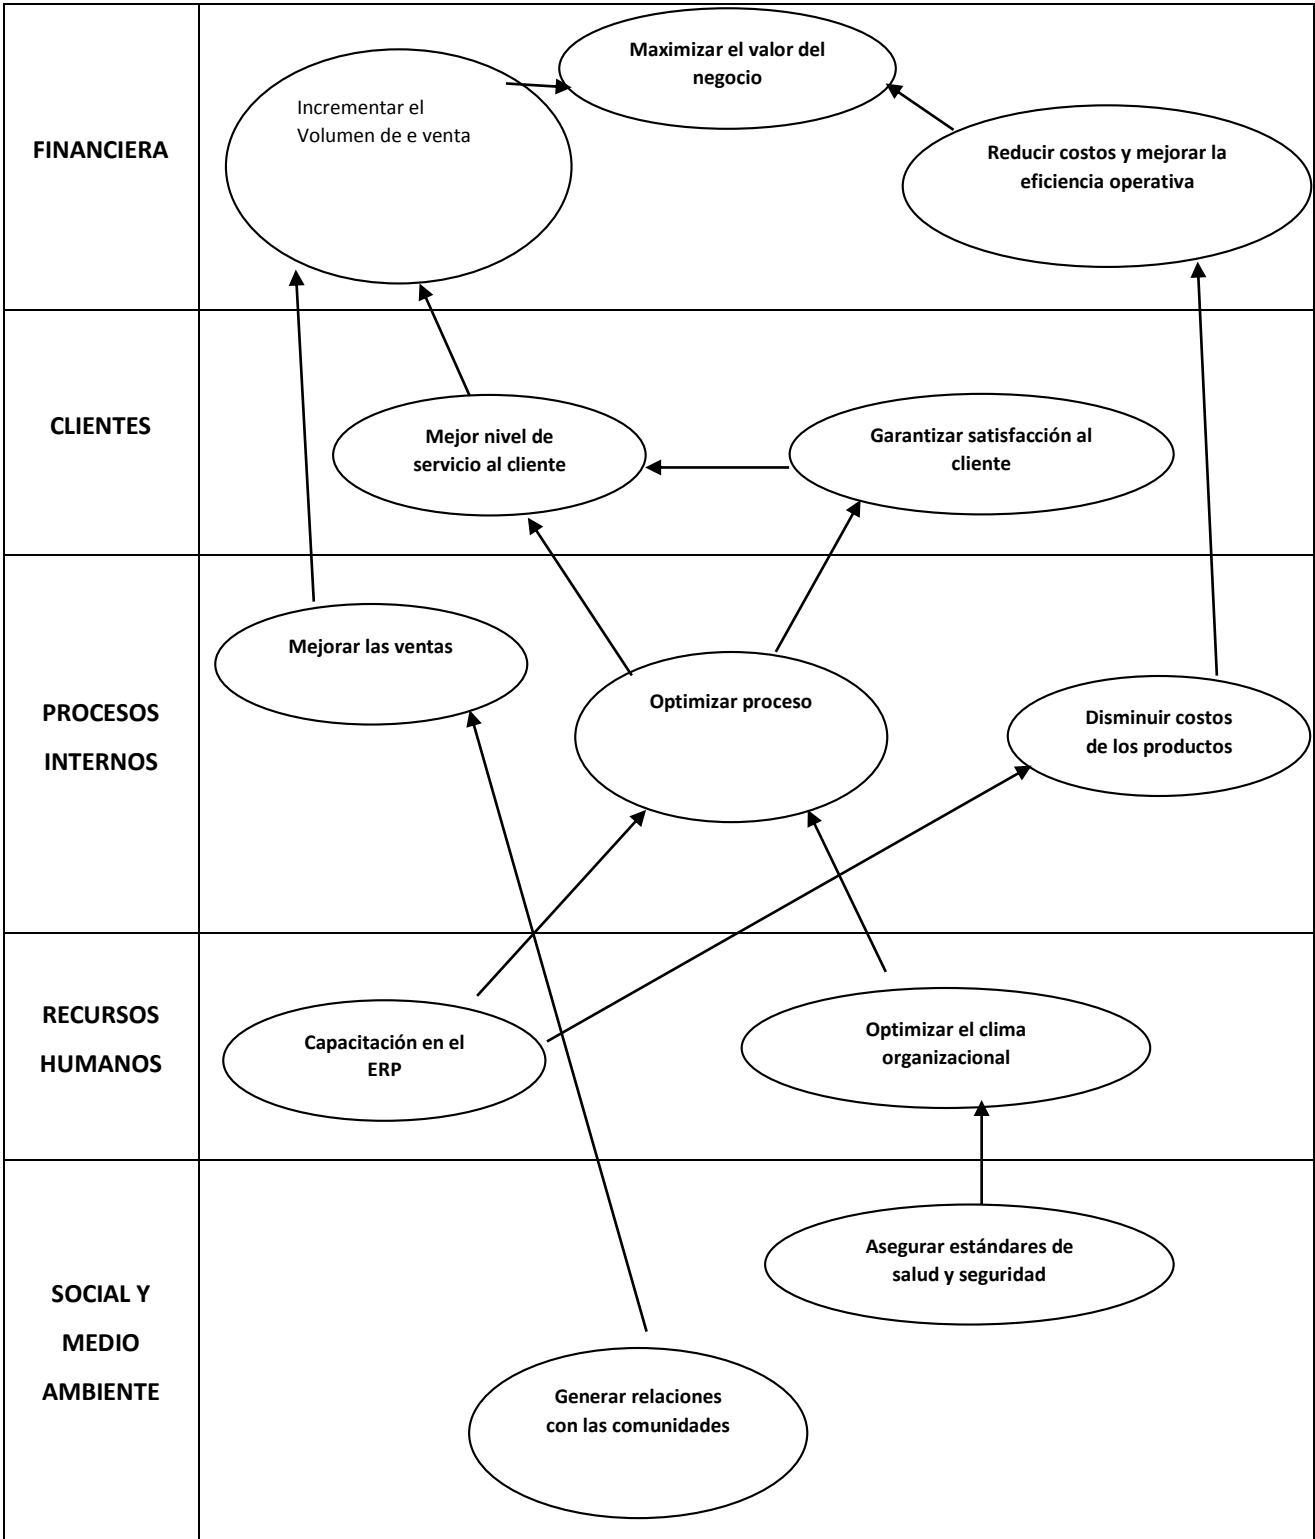 FINANCIERA
Maximizar el valor del
negocio
Incrementar el
Volumen de e venta
Reducir costos y mejorar la
eficiencia operativa
CLIENTES
Mejor nivel de
servicio al cliente
Garantizar satisfacción al
cliente
PROCESOS
INTERNOS
Mejorar las ventas
Optimizar proceso
Disminuir costos
de los productos
RECURSOS
HUMANOS
Capacitación en el
ERP
Optimizar el clima
organizacional
SOCIAL Y
MEDIO
AMBIENTE
Asegurar estándares de
salud y seguridad
Generar relaciones
con las comunidades